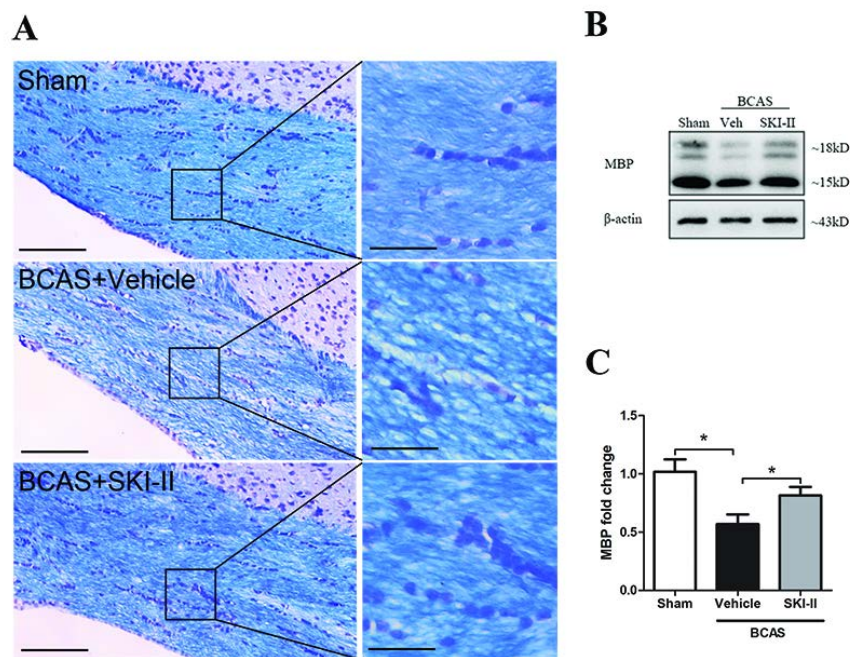 A
Sham
BCAS+Vehicle
BCAS+SKI-II
B
BCAS
Sham Veh SKI-II
MBP
~18kD
~15kD
β-actin
~43kD
C
MBP fold change
1.5
1.0
0.5
0.0
*
*
Sham Vehicle SKI-II
BCAS